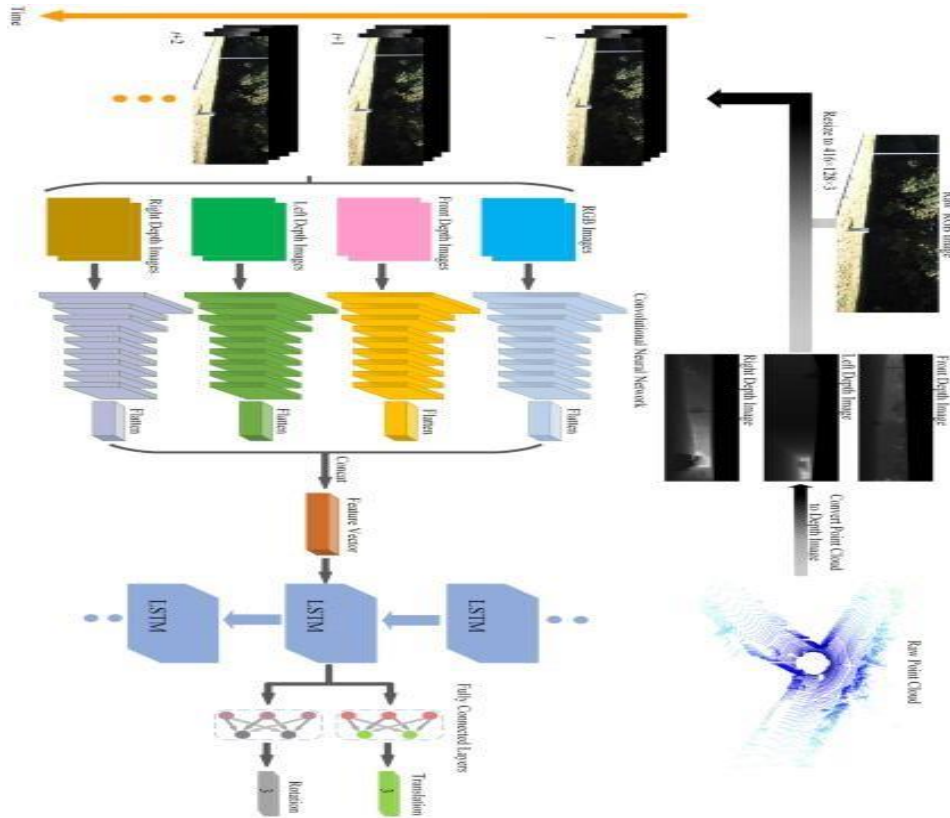 Raw RGB Image
Front Depth Image
Left Depth Image
Right Depth Image
Convert Point Cloud
to Depth Image
Raw Point Cloud
Resize to 416×128×3
t
t+1
t+2
Time
RGB Images
Front Depth Images
Left Depth Images
Right Depth Images
Convolutional Neural Network
Flatten
Flatten
Flatten
Flatten
Concat
Feature Vector
LSTM
LSTM
LSTM
Fully Connected Layers
3
Translation
3
Rotation